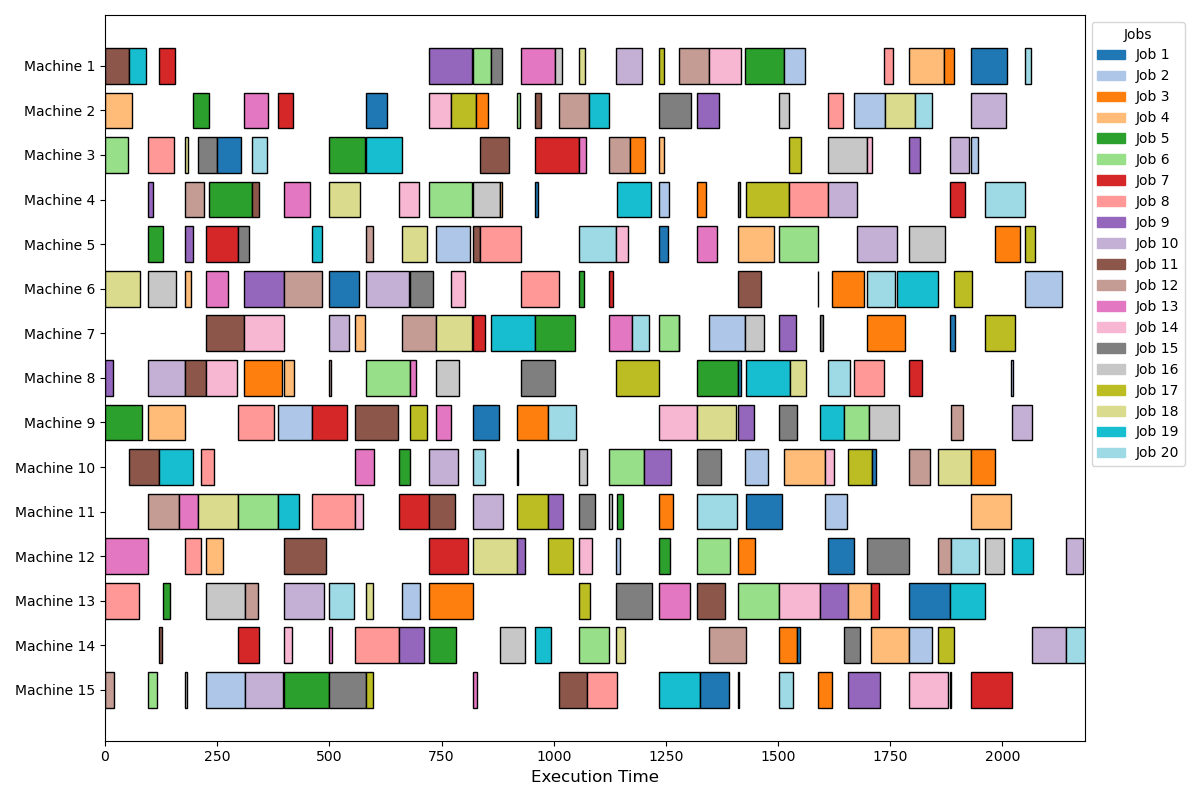 Machine 1
Machine 2
Machine 3
Machine 4
Machine 5
Machine 6
Machine 7
Machine 8
Machine 9
Machine 10
Machine 11
Machine 12
Machine 13
Machine 14
Machine 15
0 250 500 750 1000 1250 1500 1750 2000
Execution Time
Jobs
Job 1
Job 2
Job 3
Job 4
Job 5
Job 6
Job 7
Job 8
Job 9
Job 10
Job 11
Job 12
Job 13
Job 14
Job 15
Job 16
Job 17
Job 18
Job 19
Job 20